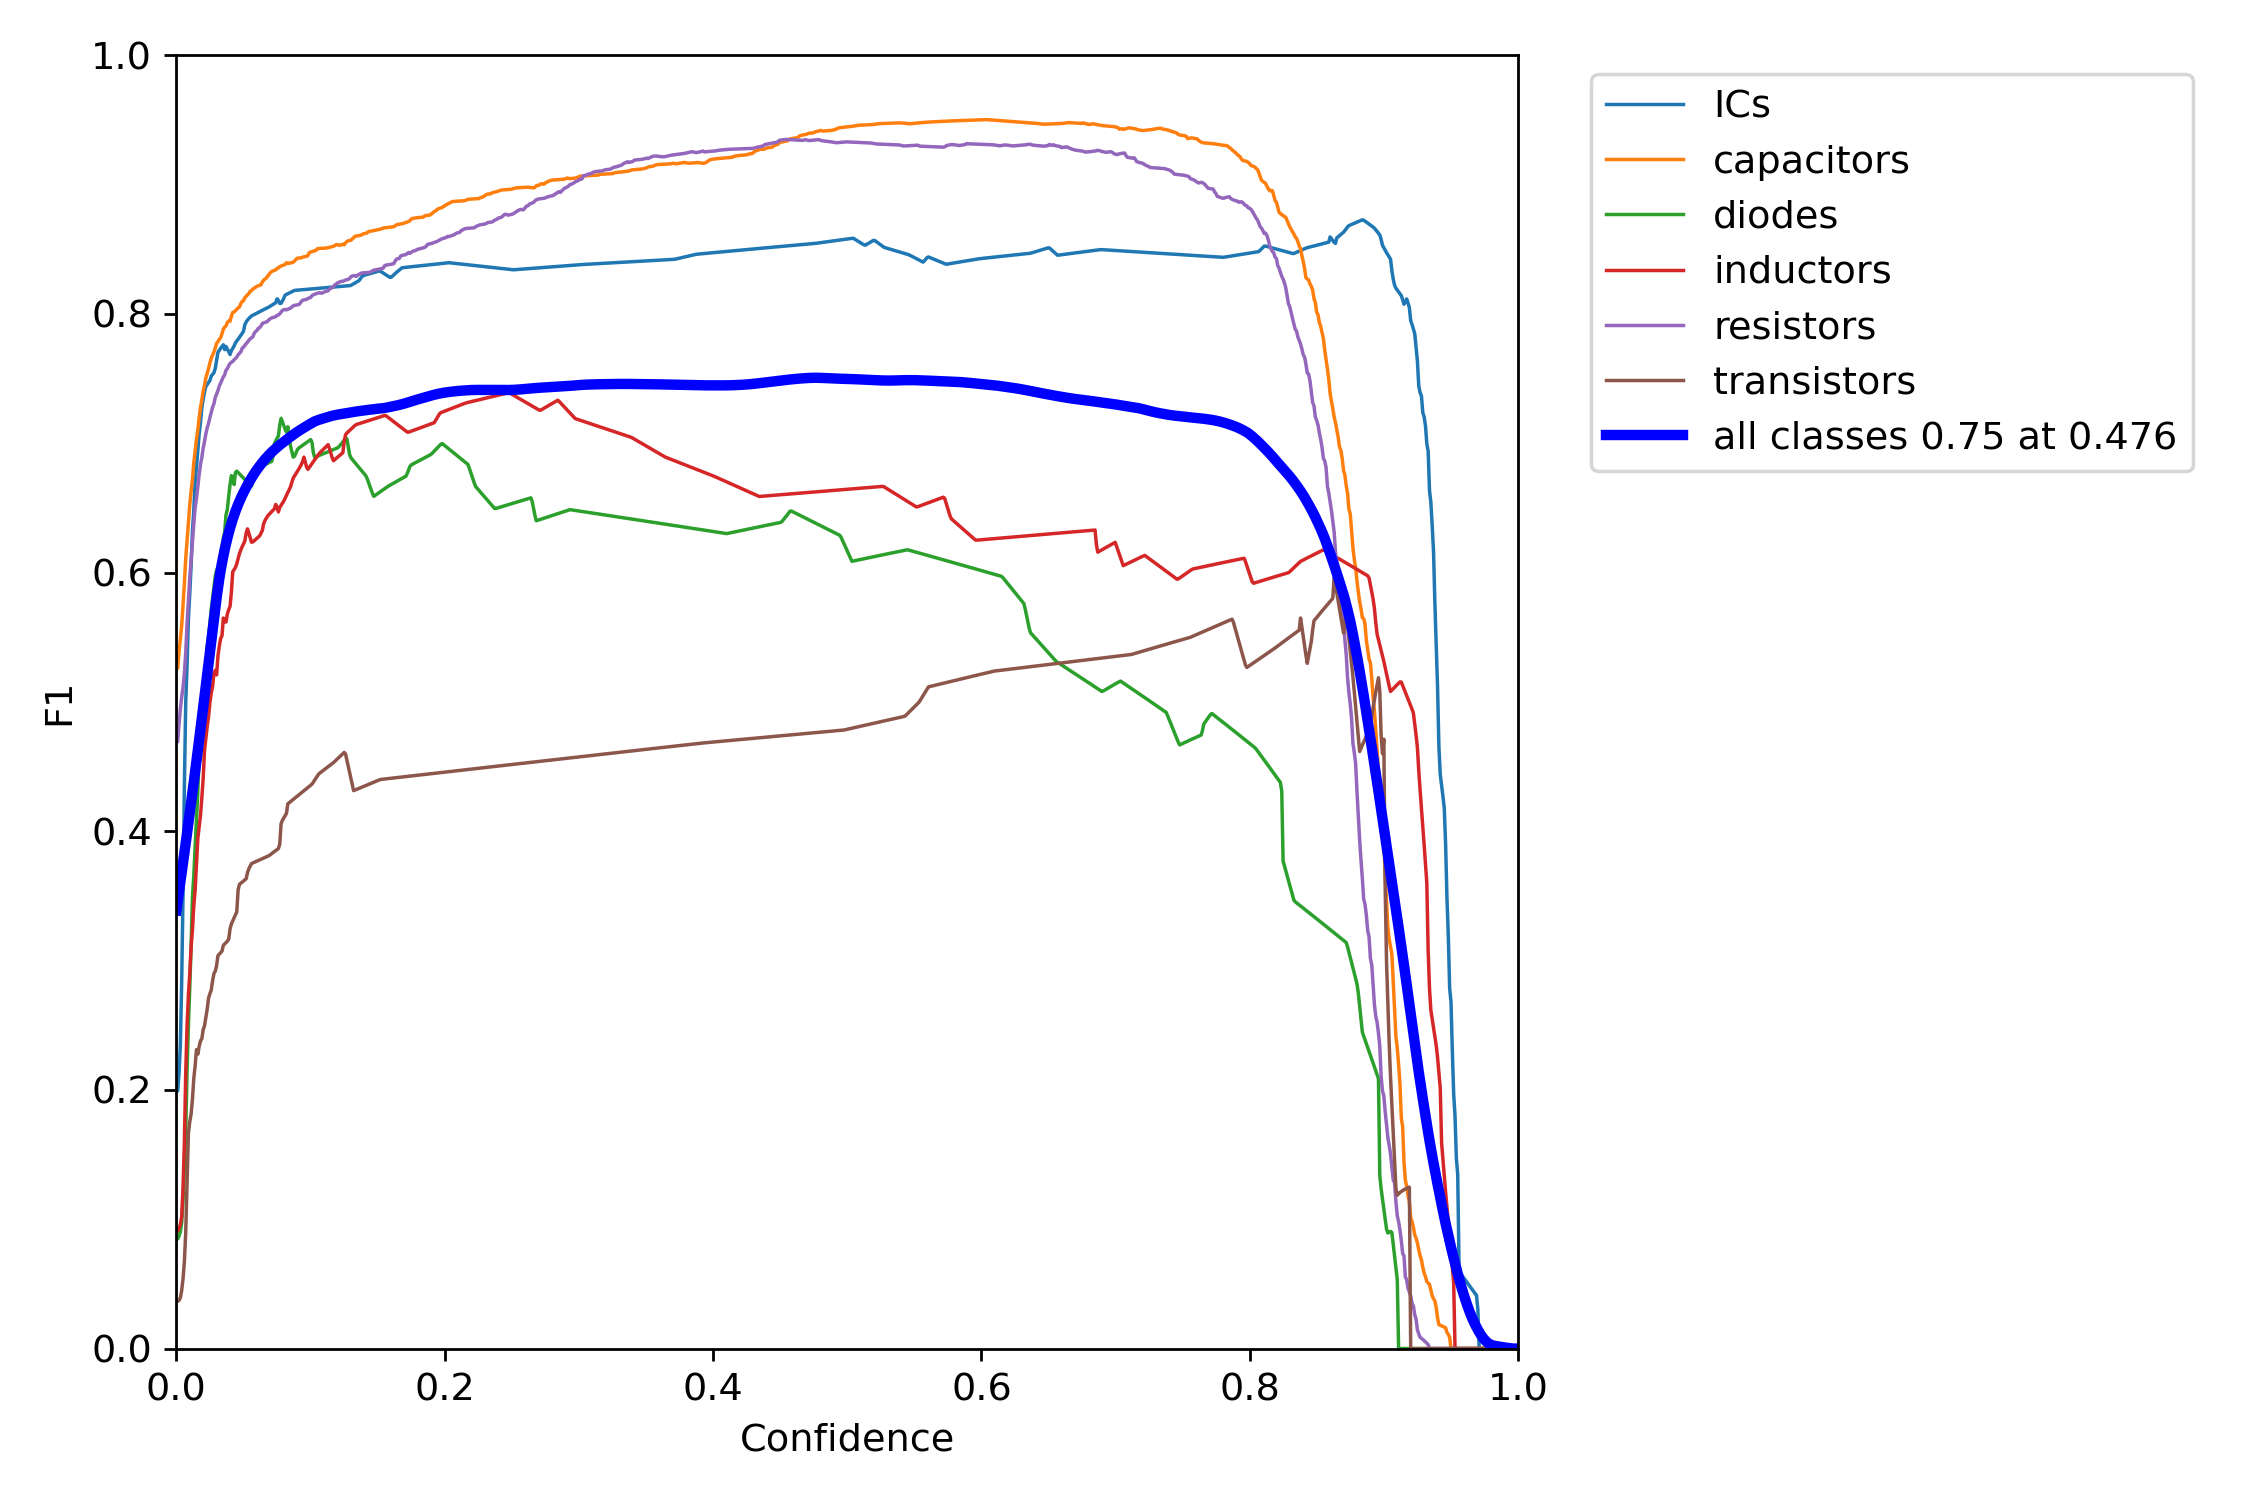 1.0
0.8
0.6
0.4
0.2
0.0
F1
0.0 0.2 0.4 0.6 0.8 1.0
Confidence
ICs
capacitors
diodes
inductors
resistors
transistors
all classes 0.75 at 0.476